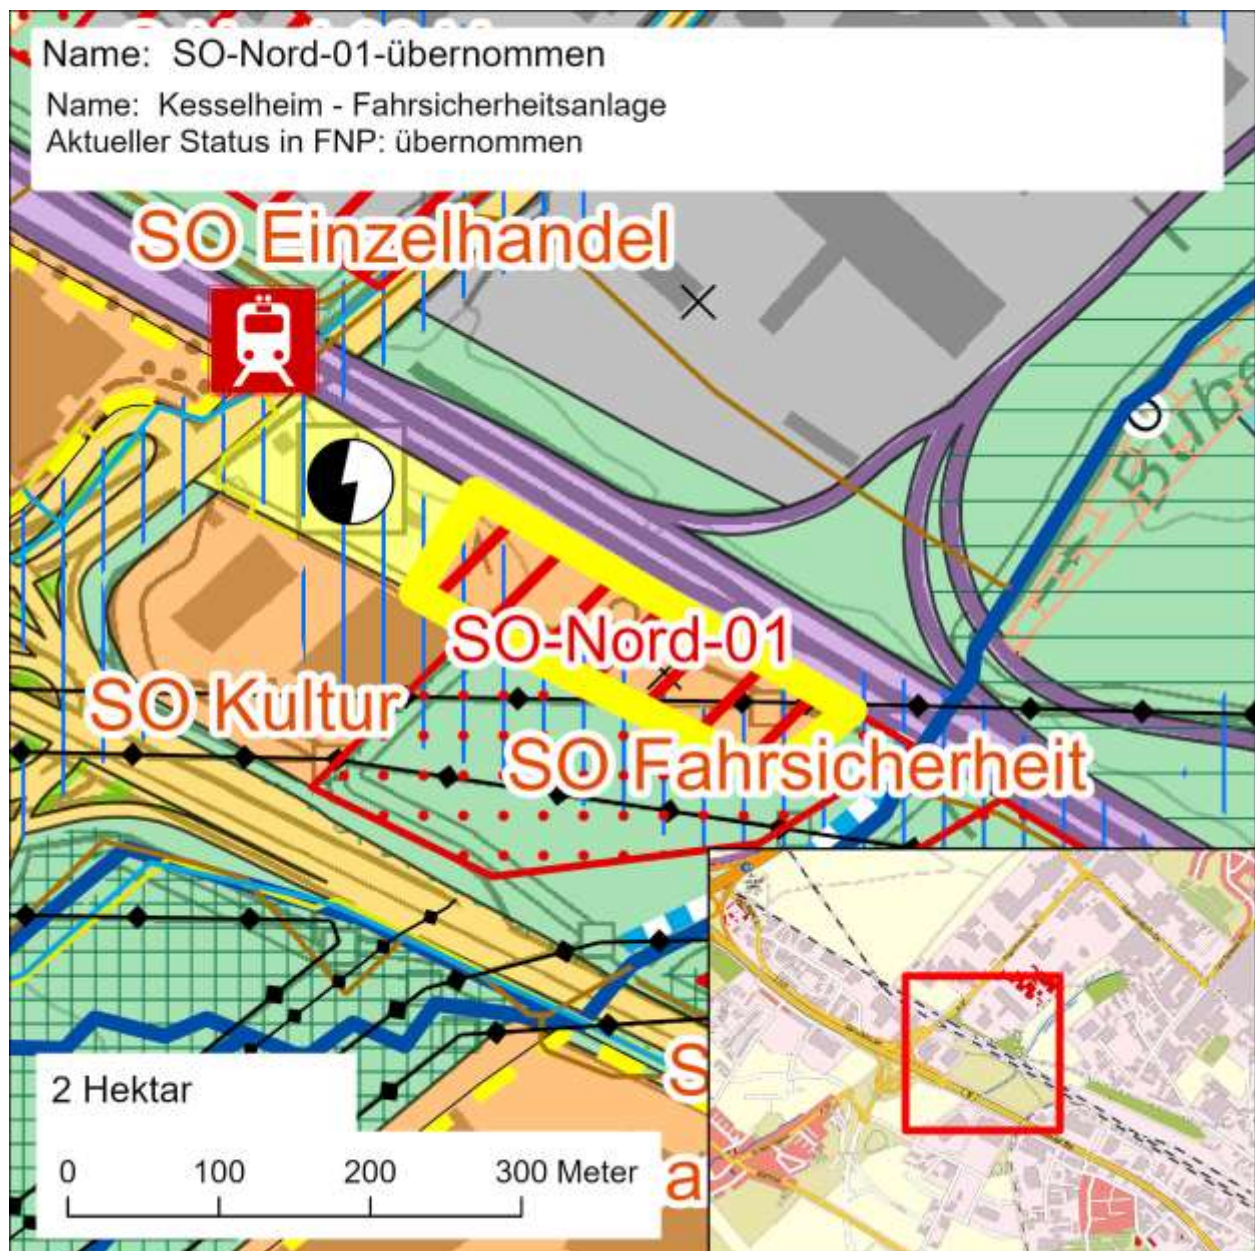 Name: SO-Nord-01-übernommen
Name: Kesselheim - Fahrsicherheitsanlage
Aktueller Status in FNP: übernommen
SO Einzelhandel
SO-Nord-01
SO Kultur
SO Fahrsicherheit
2 Hektar
0 100 200 300 Meter